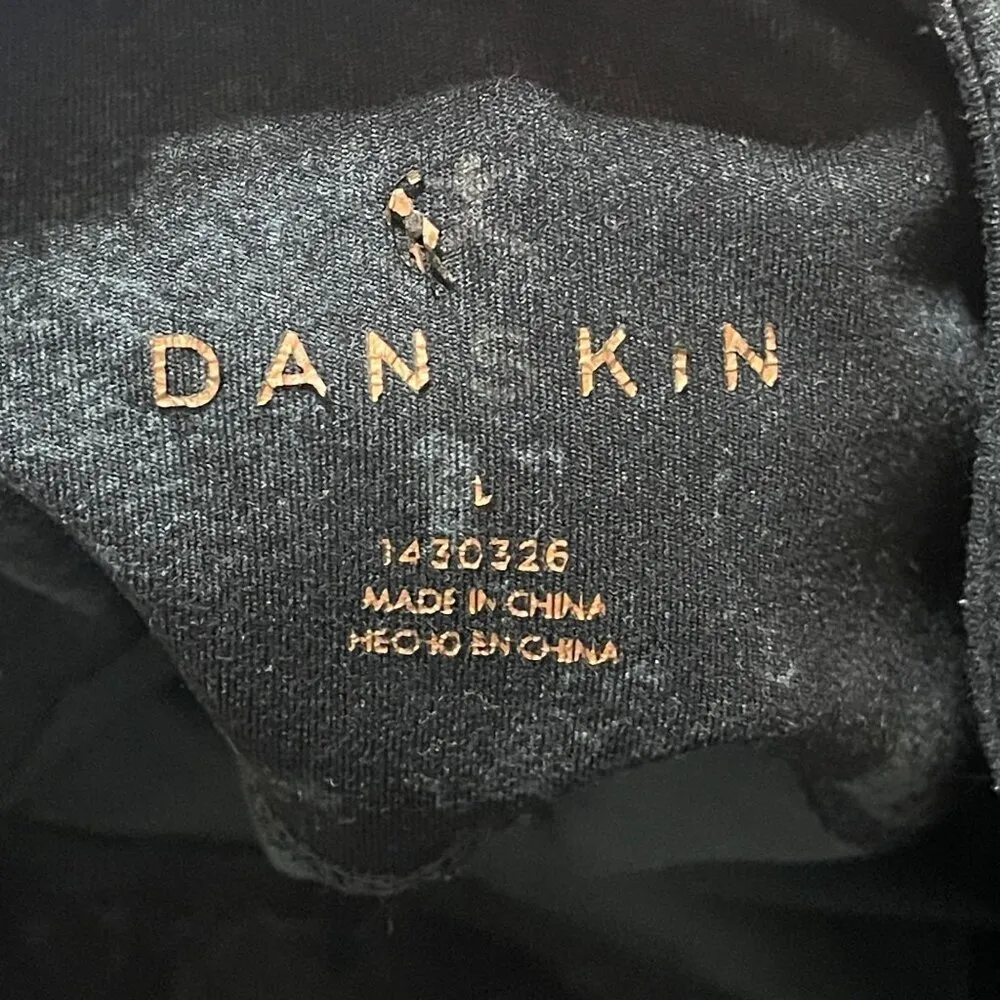 DAN KIN
L
1430326
MADE IN CHINA
HECHO EN CHINA